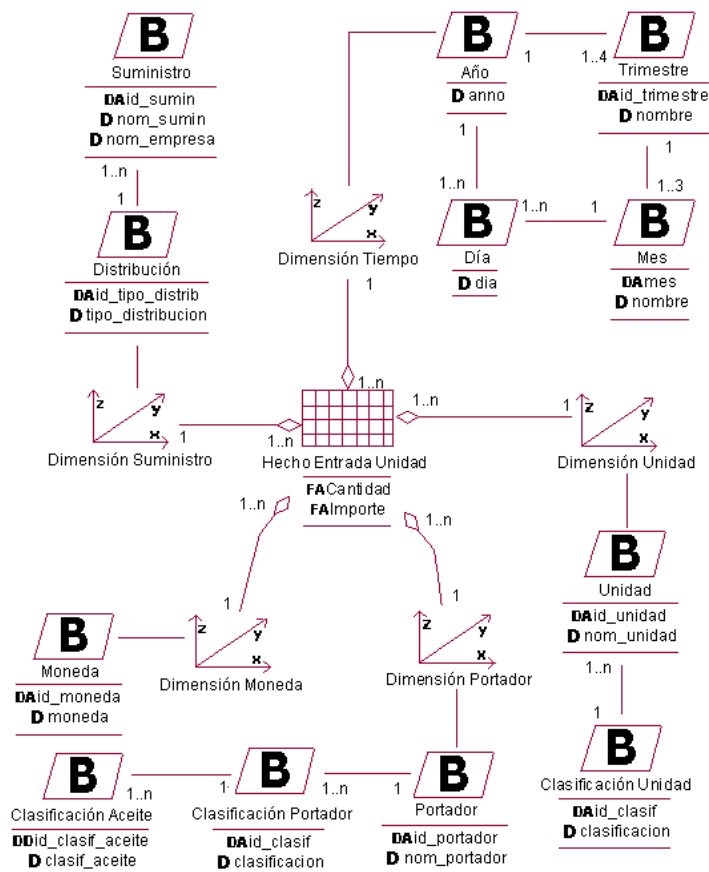 B
Suministro
DAid_sumin
D nom_sumin
D nom_empresa
1..n
1
B
Distribución
DAid_tipo_distrib
D tipo_distribucion
z
y
x
Dimensión Suministro
1
1..n
B
Año
D anno
1
1..4
B
Trimestre
DAid_trimestre
D nombre
1
1..n
1
1..3
B
Día
D dia
1..n
1
B
Mes
DAmes
D nombre
z
y
x
Dimensión Tiempo
1
1..n
Hecho Entrada Unidad
FACantidad
FAImporte
1..n
1
z
y
x
Dimensión Unidad
B
Unidad
DAid_unidad
D nom_unidad
1..n
1
B
Clasificación Unidad
DAid_clasif
D clasificacion
1..n
1
z
y
x
Dimensión Moneda
B
Moneda
DAid_moneda
D moneda
1..n
1
z
y
x
Dimensión Portador
B
Clasificación Aceite
DDid_clasif_aceite
D clasif_aceite
1..n
1
B
Clasificación Portador
DAid_clasif
D clasificacion
1..n
1
B
Portador
DAid_portador
D nom_portador